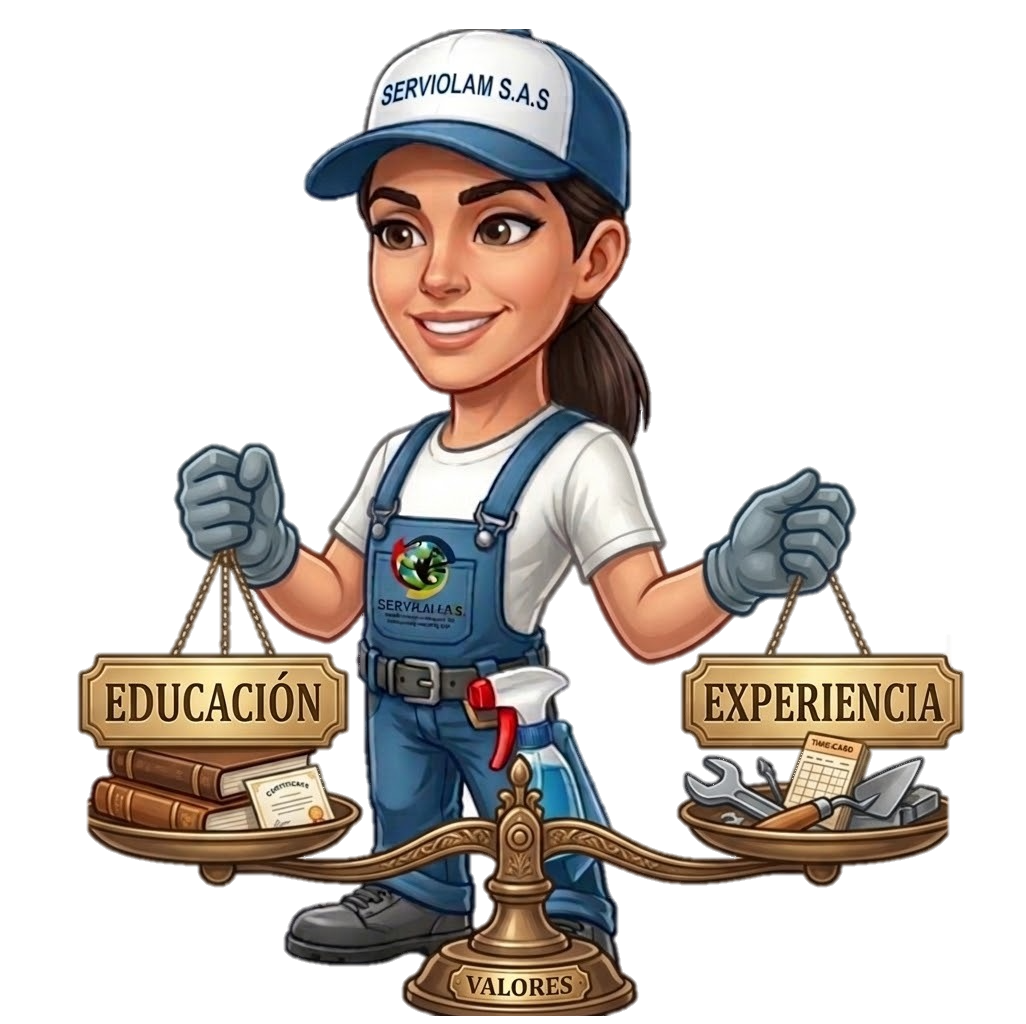 SERVIOLAM S.A.S
EDUCACIÓN
EXPERIENCIA
VALORES